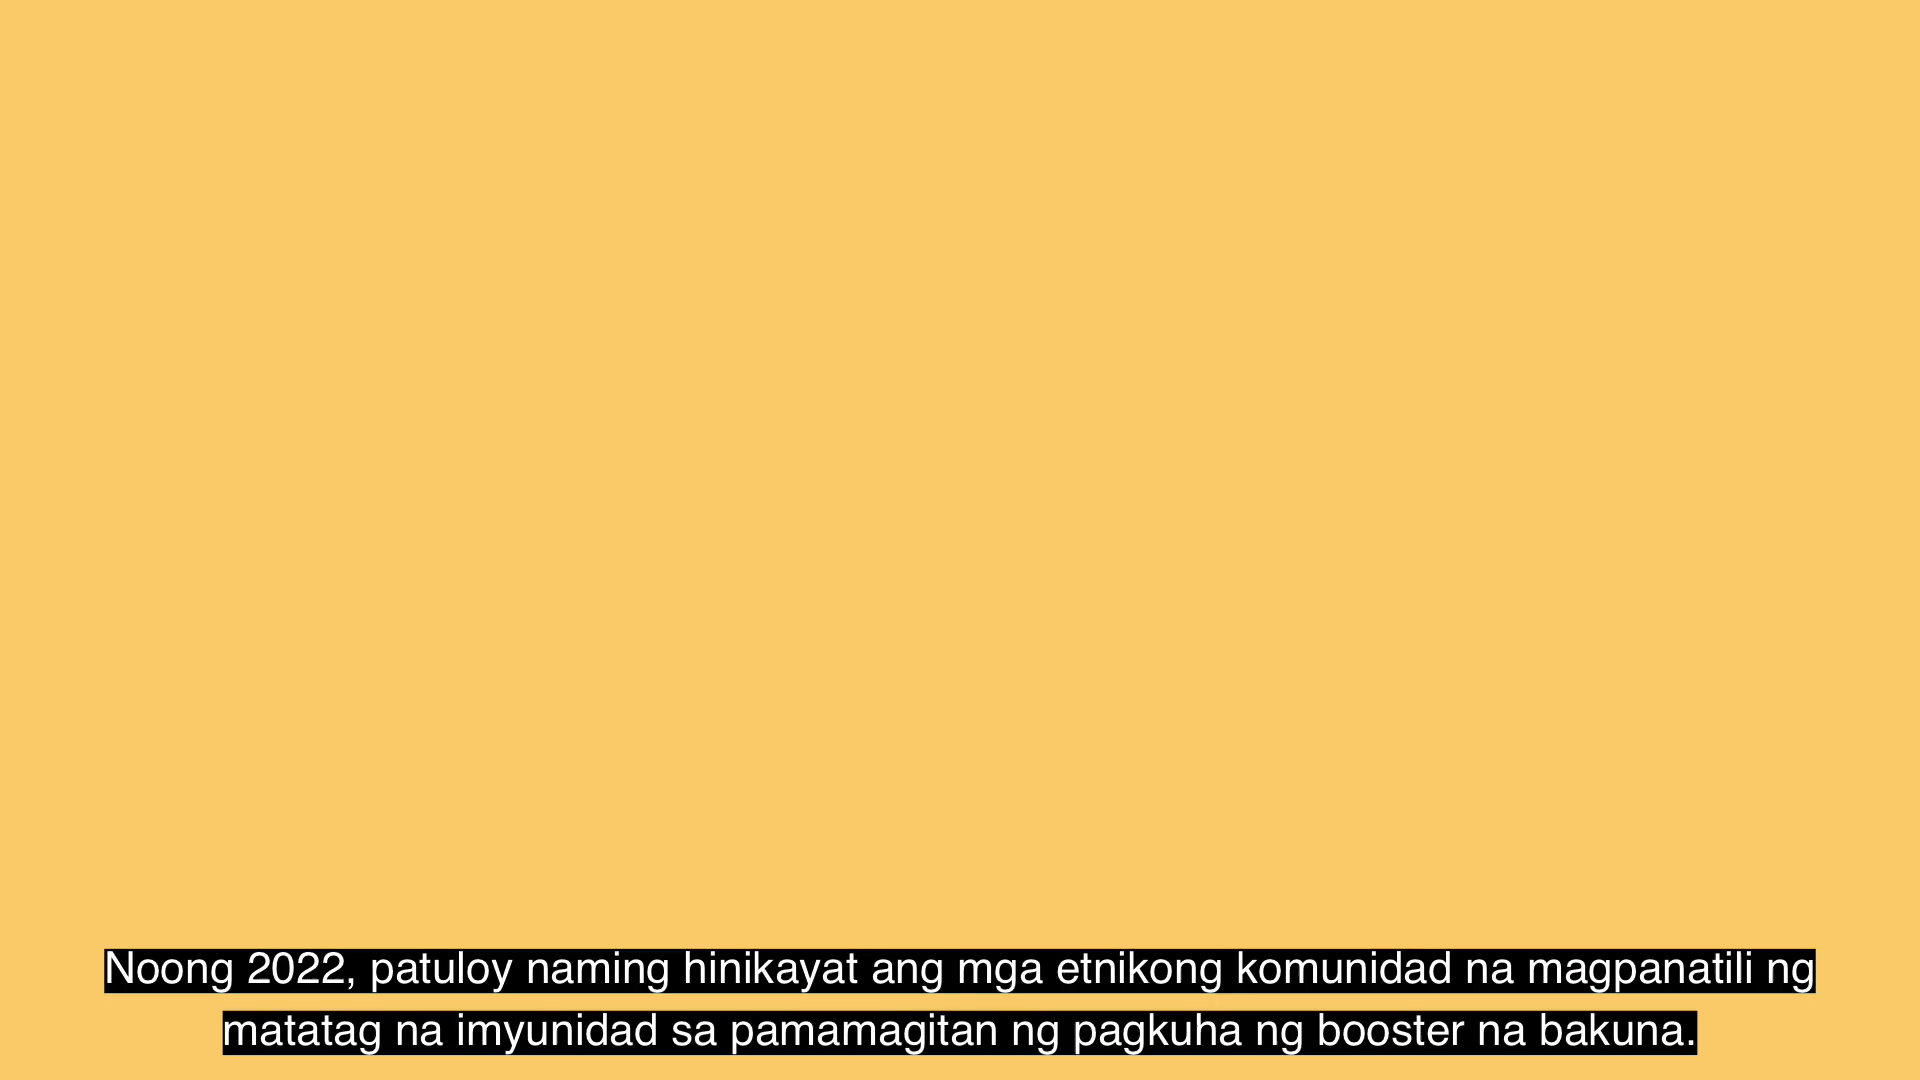 Noong 2022, patuloy naming hinikayat ang mga etnikong komunidad na magpanatili ng
matatag na imyunidad sa pamamagitan ng pagkuha ng booster na bakuna.